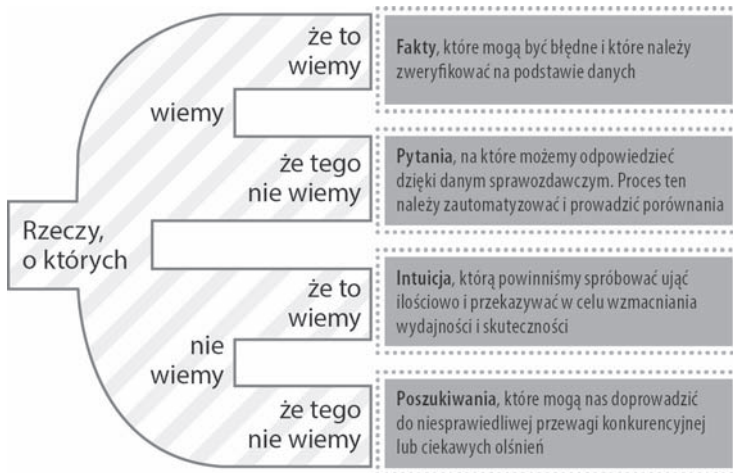 Rzeczy,
o których
wiemy
że to
wiemy
Fakty, które mogą być błędne i które należy
zweryfikować na podstawie danych
że tego
nie wiemy
Pytania, na które możemy odpowiedzieć
dzięki danym sprawozdawczym. Proces ten
należy zautomatyzować i prowadzić porównania
nie
wiemy
że to
wiemy
Intuicja, którą powinniśmy spróbować ująć
ilościowo i przekazywać w celu wzmacniania
wydajności i skuteczności
że tego
nie wiemy
Poszukiwania, które mogą nas doprowadzić
do niesprawiedliwej przewagi konkurencyjnej
lub ciekawych olśnień